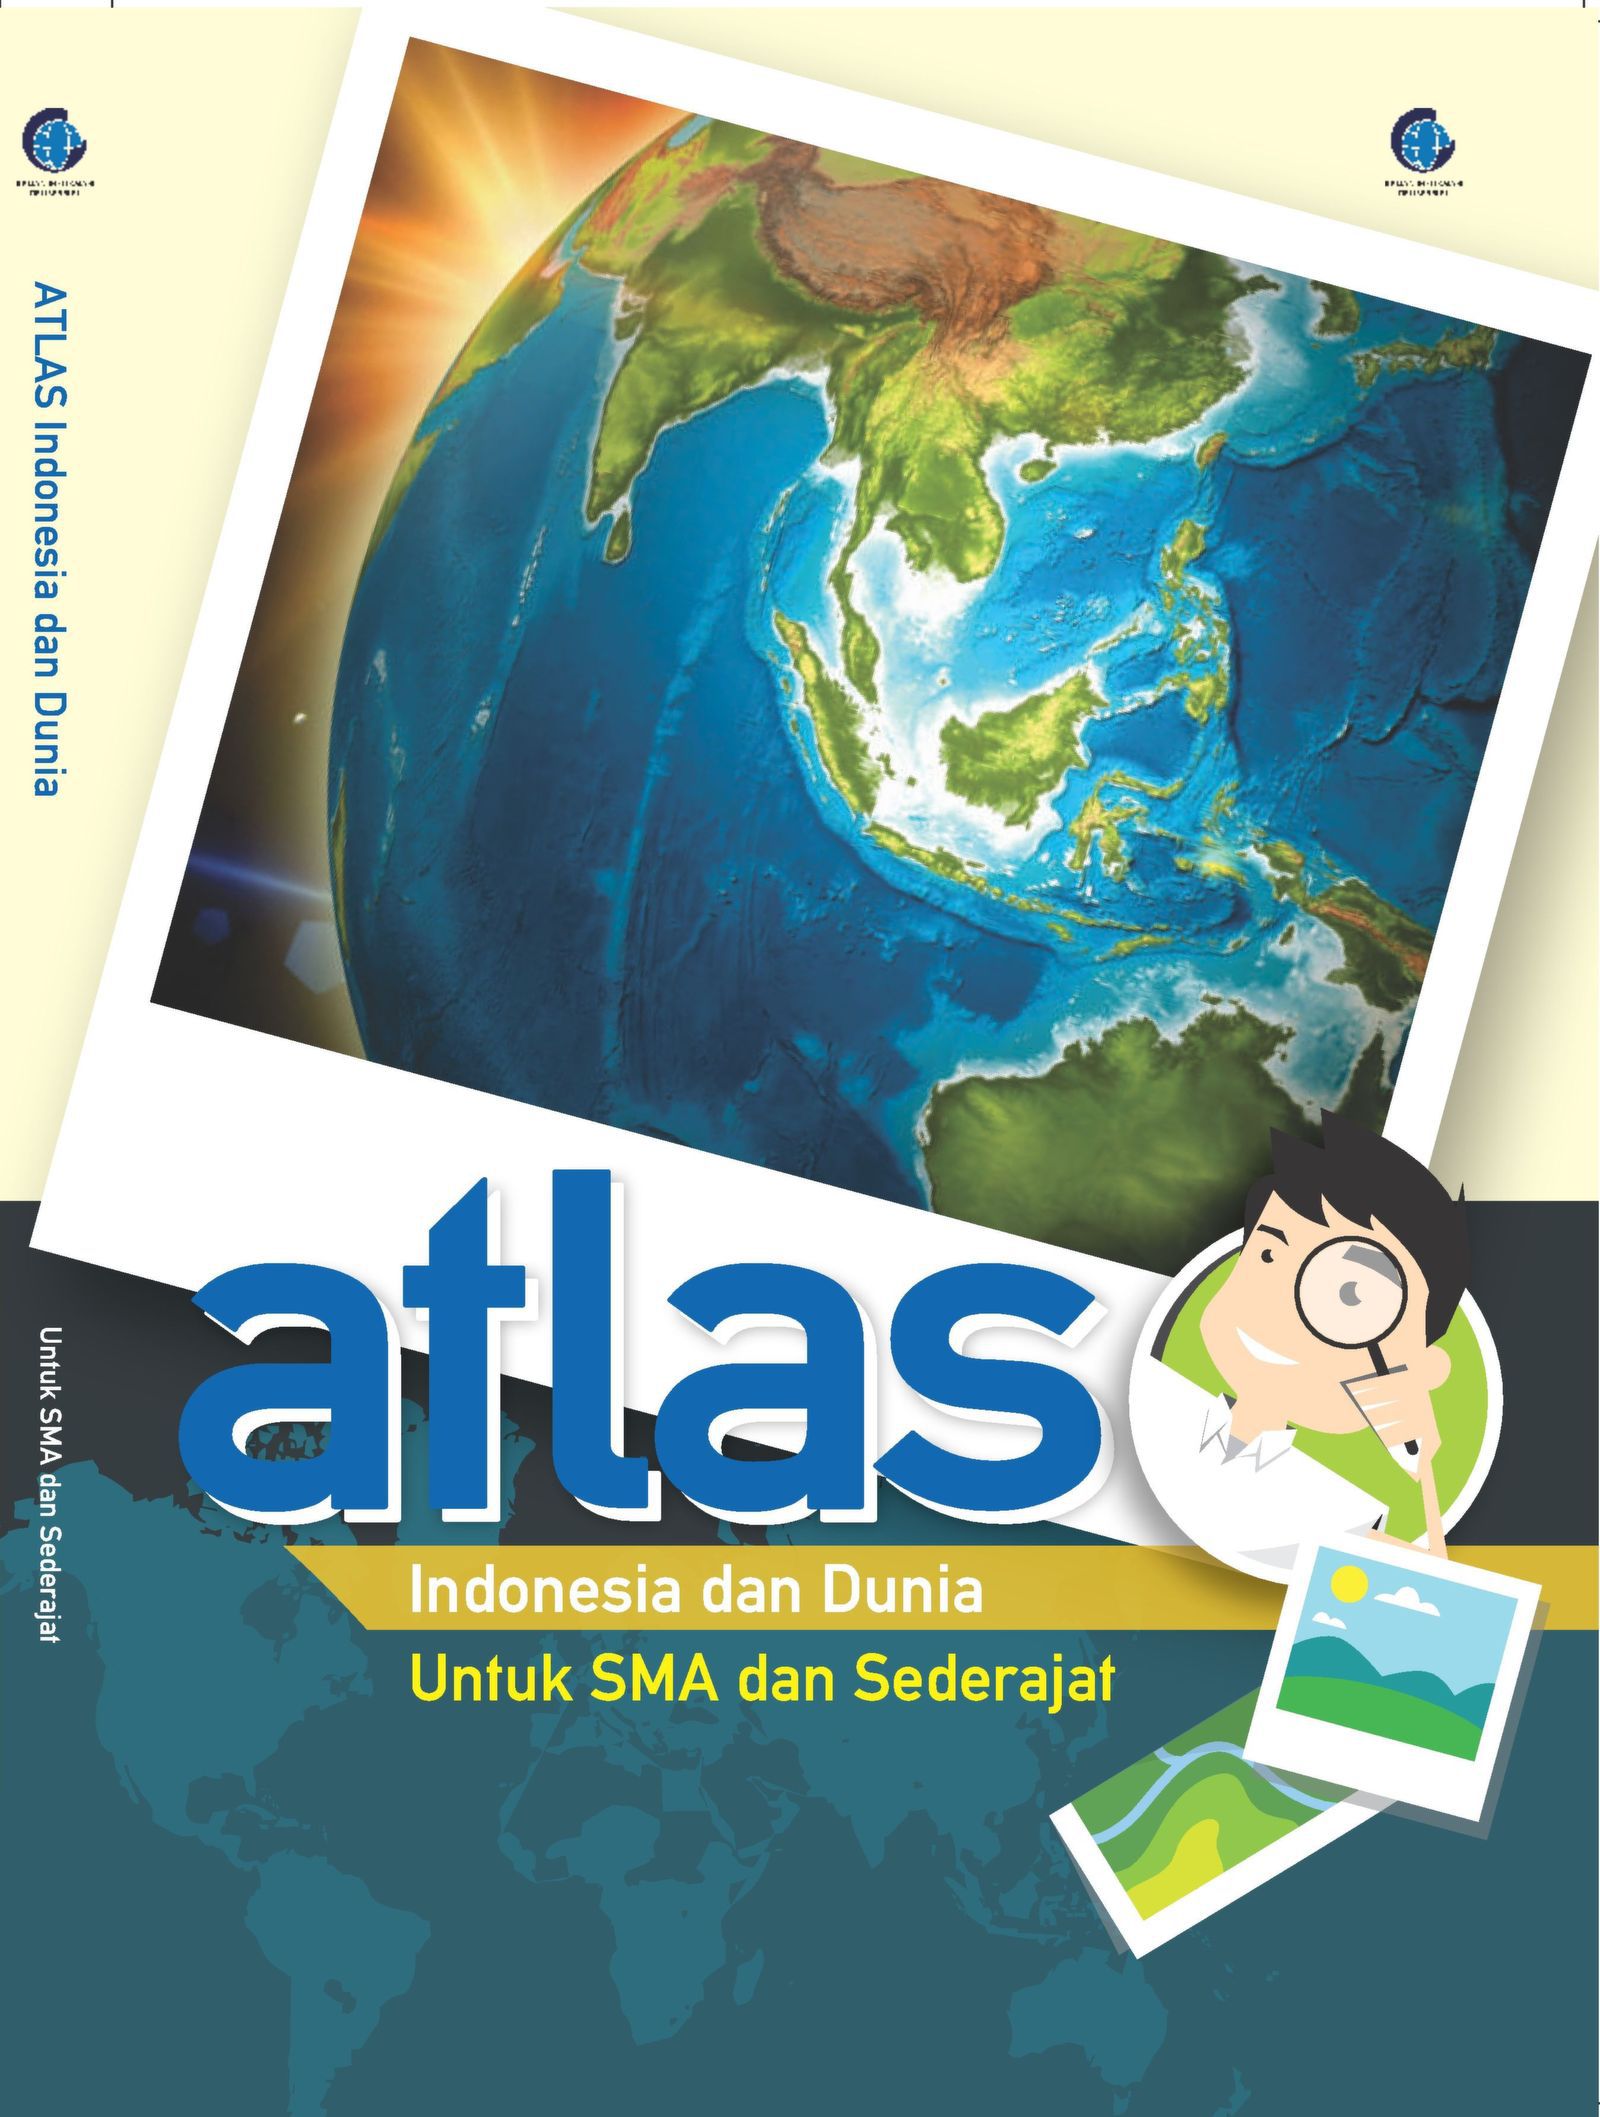 ATLAS Indonesia dan Dunia
Untuk SMA dan Sederajat
atlas
Indonesia dan Dunia
Untuk SMA dan Sederajat